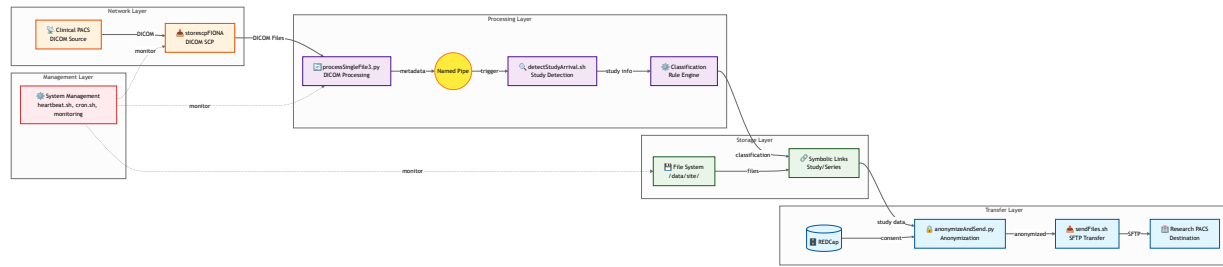 Network Layer
Clinical PACS
DICOM Source
DICOM
storescpFIONA
DICOM SCP
DICOM Files
monitor
Management Layer
System Management
heartbeat.sh, cron.sh,
monitoring
monitor
monitor
Processing Layer
processSingleFile3.py
DICOM Processing
metadata
Named Pipe
trigger
detectStudyArrival.sh
Study Detection
study info
Classification
Rule Engine
Storage Layer
classification
File System
/data/site/
files
Symbolic Links
Study/Series
Transfer Layer
REDCap
study data
consent
anonymizeAndSend.py
Anonymization
anonymized
sendFiles.sh
SFTP Transfer
SFTP
Research PACS
Destination